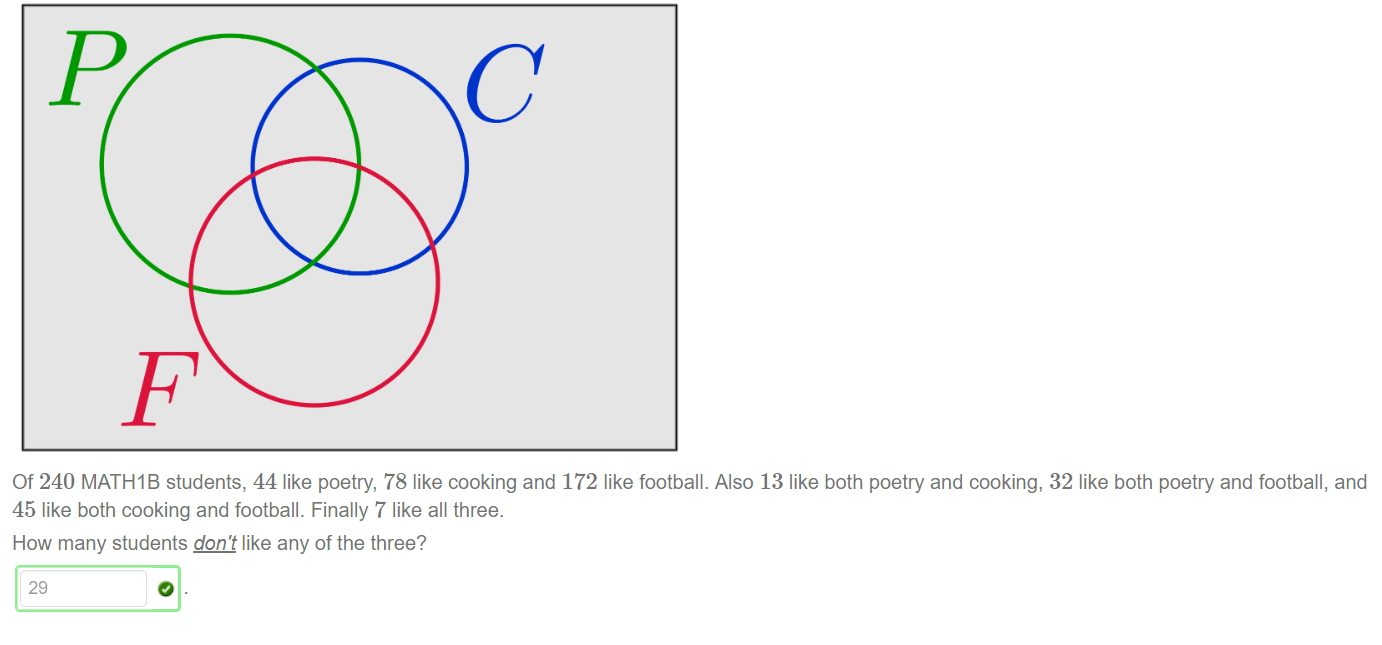 P
C
F
Of 240 MATH1B students, 44 like poetry, 78 like cooking and 172 like football. Also 13 like both poetry and cooking, 32 like both poetry and football, and
45 like both cooking and football. Finally 7 like all three.
How many students don't like any of the three?
29 .